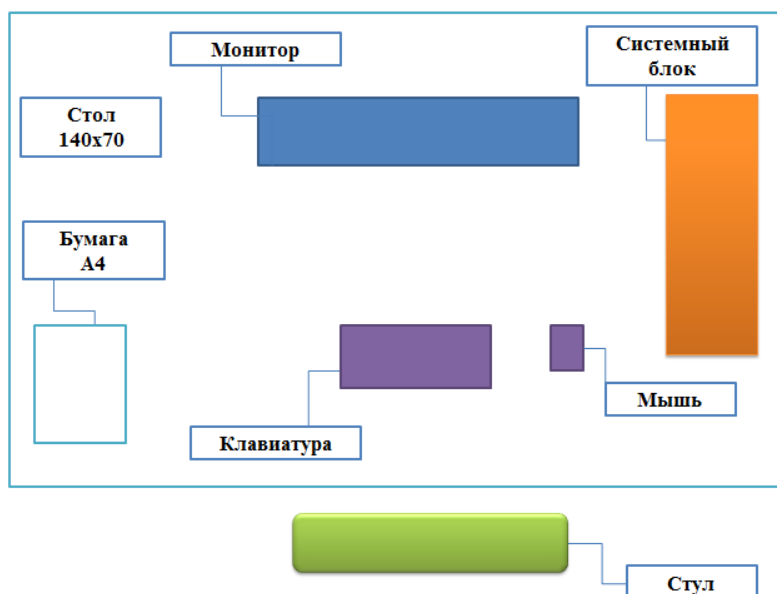 Монитор
Системный
блок
Стол
140х70
Бумага
А4
Мышь
Клавиатура
Стул